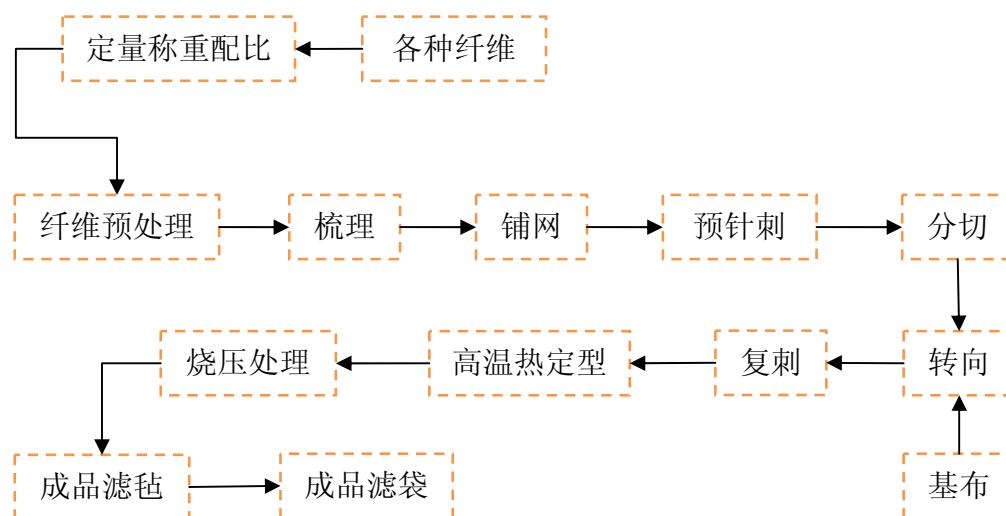 定量称重配比
各种纤维
纤维预处理
梳理
铺网
预针刺
分切
烧压处理
高温热定型
复刺
转向
成品滤毡
成品滤袋
基布